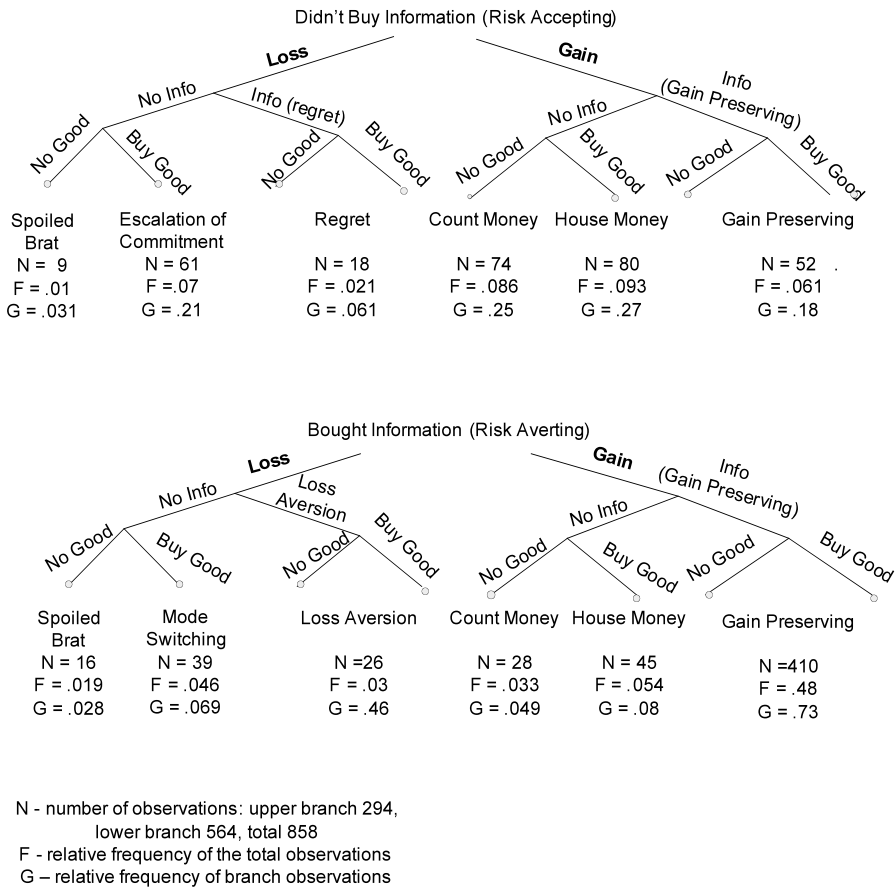 Didn't Buy Information (Risk Accepting)
Loss
Gain
No Info
Info (regret)
No Info
Info
(Gain Preserving)
No Good
Buy Good
No Good
Buy Good
No Good
Buy Good
No Good
Buy Good
Spoiled
Brat
N = 9
F = .01
G = .031
Escalation of
Commitment
N = 61
F =.07
G = .21
Regret
N = 18
F = .021
G = .061
Count Money
N = 74
F = .086
G = .25
House Money
N = 80
F = .093
G = .27
Gain Preserving
N = 52 .
F = .061
G = .18
Bought Information (Risk Averting)
Loss
Gain
No Info
Loss
Aversion
No Info
Info
(Gain Preserving)
No Good
Buy Good
No Good
Buy Good
No Good
Buy Good
No Good
Buy Good
Spoiled
Brat
N = 16
F = .019
G = .028
Mode
Switching
N = 39
F = .046
G = .069
Loss Aversion
N =26
F = .03
G = .46
Count Money
N = 28
F = .033
G = .049
House Money
N = 45
F = .054
G = .08
Gain Preserving
N =410
F = .48
G = .73
N - number of observations: upper branch 294,
lower branch 564, total 858
F - relative frequency of the total observations
G – relative frequency of branch observations